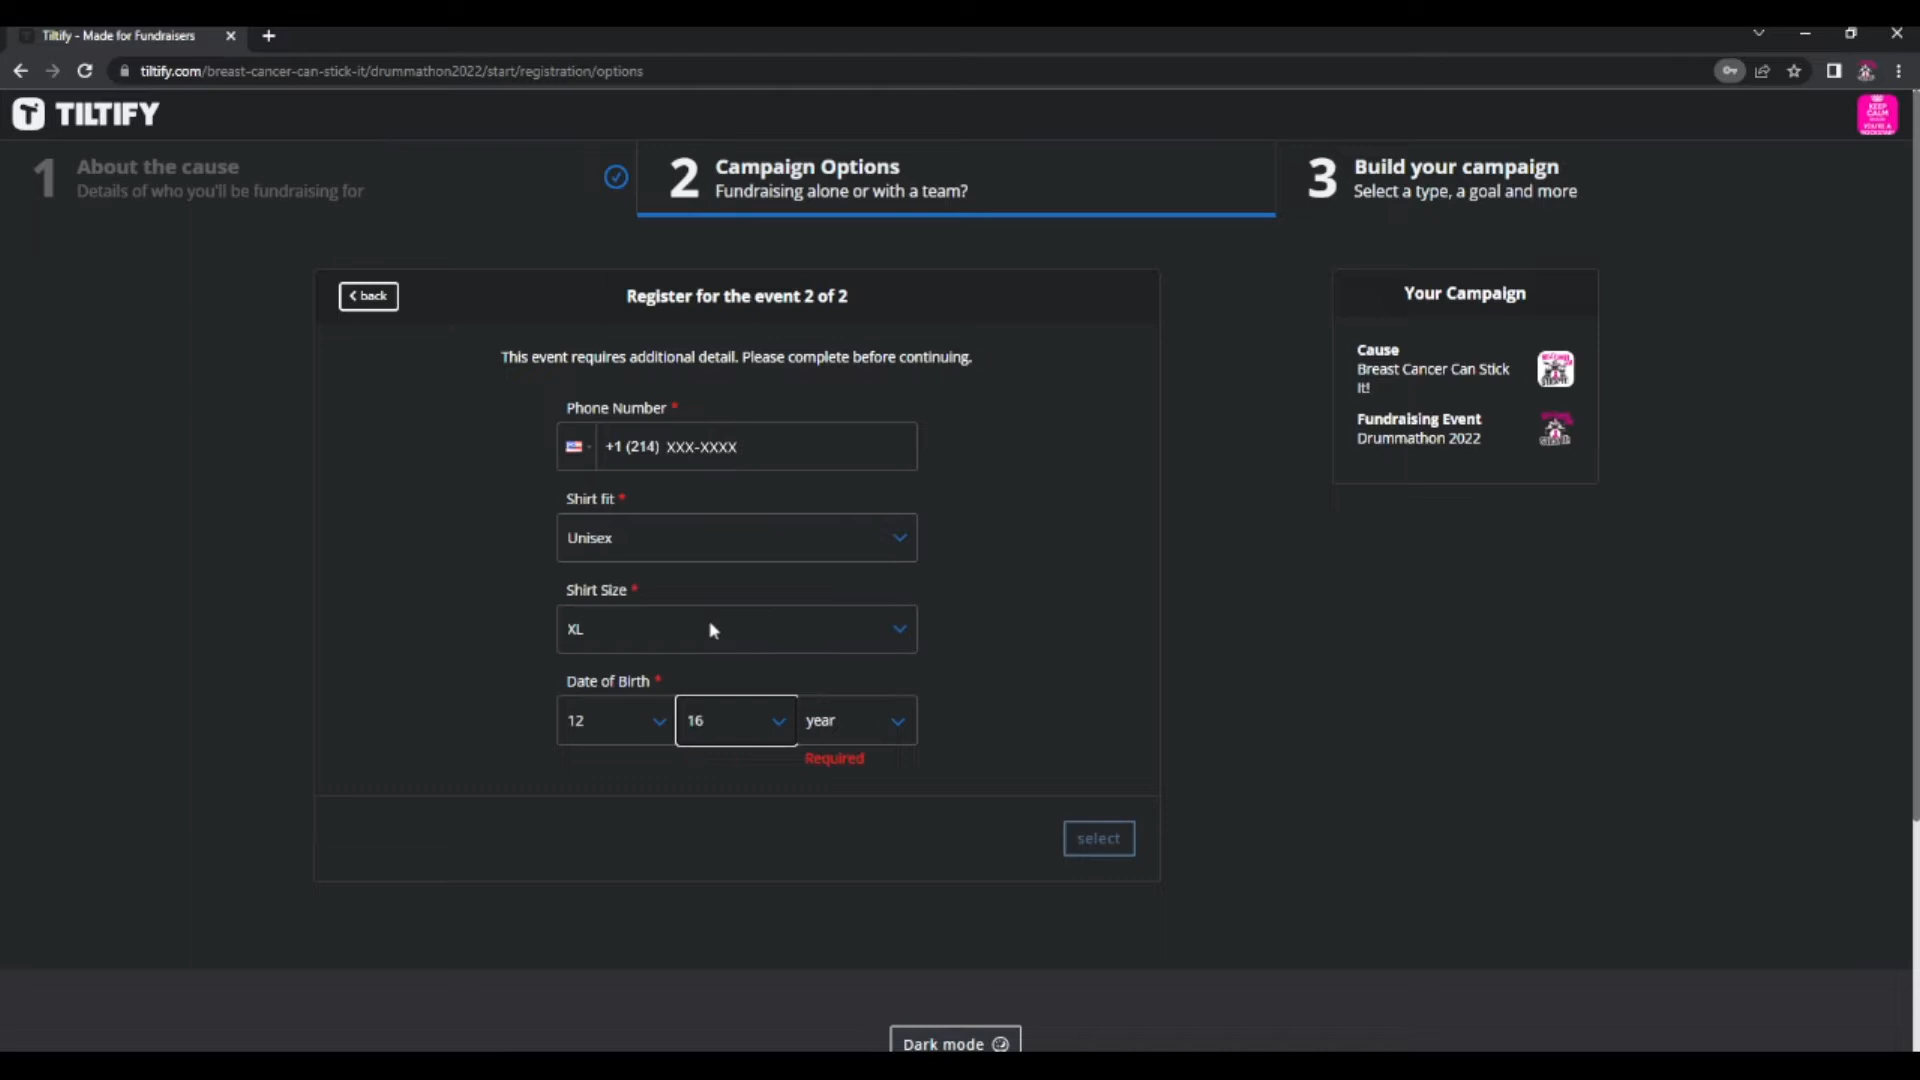 Tiltify - Made for Fundraisers
tiltify.com/breast-cancer-can-stick-it/drummathon2022/start/registration/options
TILTIFY
KEEP
CALM
YOU'RE A
ROCKSTAR
1 About the cause
Details of who you'll be fundraising for
2 Campaign Options
Fundraising alone or with a team?
3 Build your campaign
Select a type, a goal and more
back
Register for the event 2 of 2
This event requires additional detail. Please complete before continuing.
Phone Number *
+1 (214) XXX-XXXX
Shirt fit *
Unisex
Shirt Size *
XL
Date of Birth *
12 16 year
Required
select
Your Campaign
Cause
Breast Cancer Can Stick
It!
Fundraising Event
Drummathon 2022
Dark mode